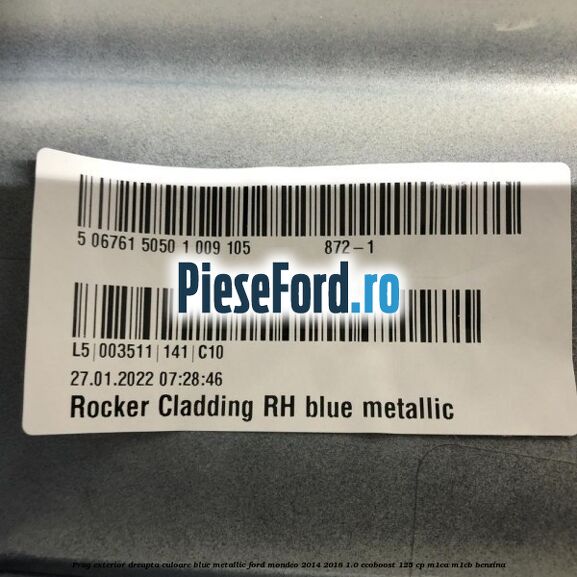 5 06761 5050 1 009 105 872-1
PieseFord.ro
L5|003511|141|C10
27.01.2022 07:28:46
Rocker Cladding RH blue metallic
Prag exterior dreapta culoare blue metallic ford mondeo 2014 2018 1.0 ecoboost 125 cp m1ca m1cb benzina